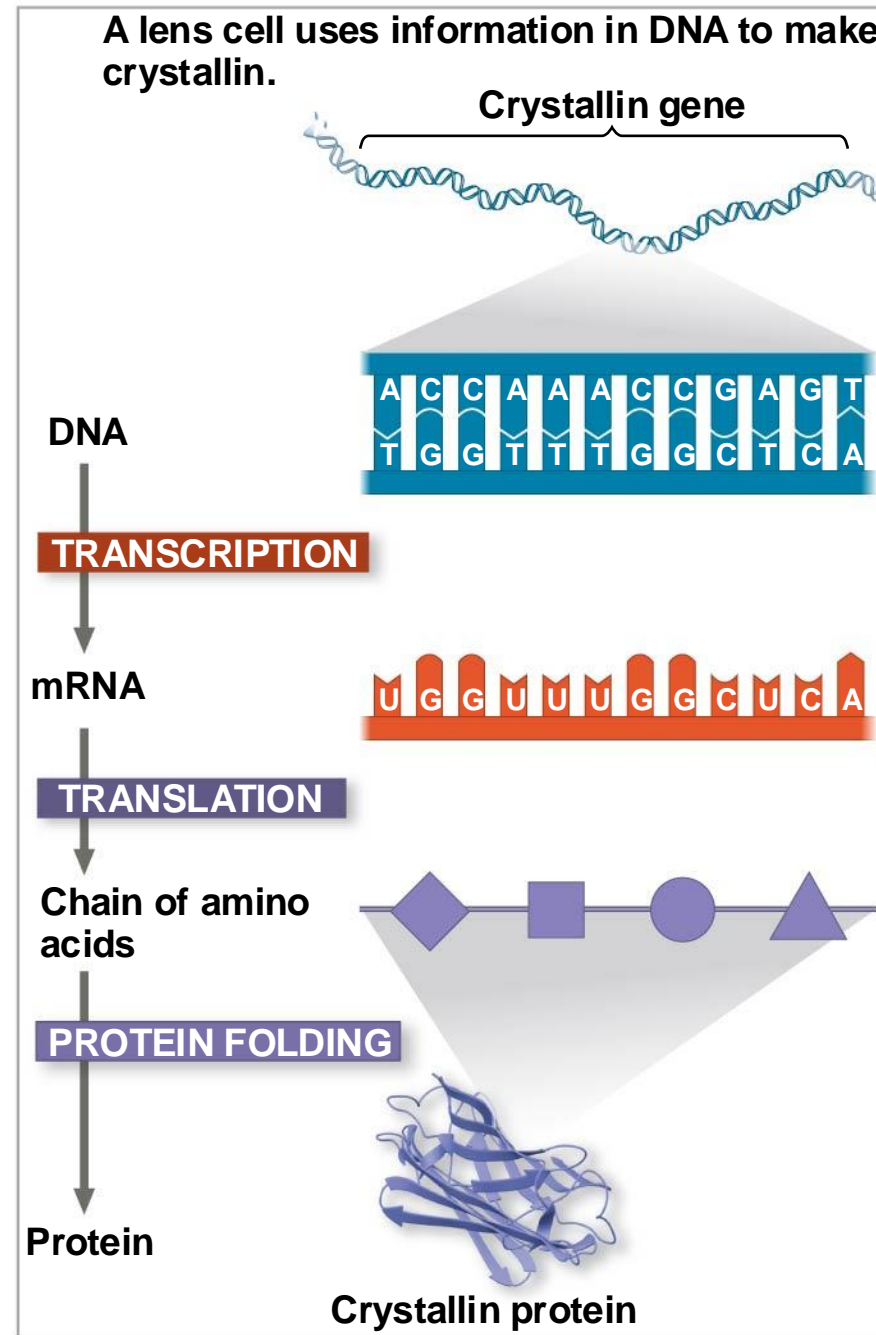 A lens cell uses information in DNA to make
crystallin.
Crystallin gene
A C C A A A C C G A G T
DNA
T G G T T T G G C T C A
TRANSCRIPTION
mRNA
U G G U U U G G C U C A
TRANSLATION
Chain of amino
acids
PROTEIN FOLDING
Protein
Crystallin protein